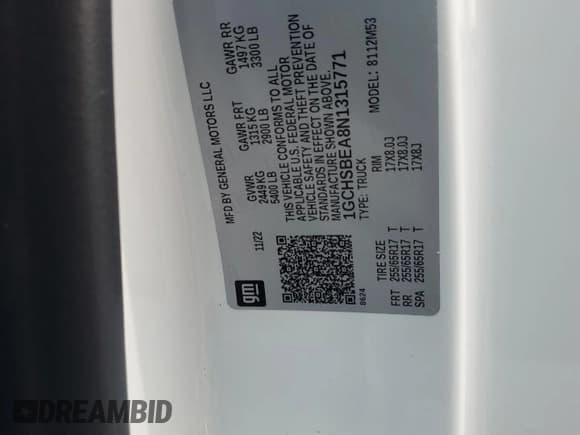 MFD BY GENERAL MOTORS LLC
gm
11/22
GVWR GAWR FRT GAWR RR
2449 KG 1315 KG 1497 KG
5400 LB 2900 LB 3300 LB
THIS VEHICLE CONFORMS TO ALL
APPLICABLE U.S. FEDERAL MOTOR
VEHICLE SAFETY AND THEFT PREVENTION
STANDARDS IN EFFECT ON THE DATE OF
MANUFACTURE SHOWN ABOVE.
1GCHSBEA8N1315771
8624
TYPE: TRUCK MODEL: 8112M53
TIRE SIZE RIM
FRT 255/65R17 T 17X8.0J
RR. 255/65R17 T 17X8.0J
SPA 255/65R17 T 17X8J
DREAMBID